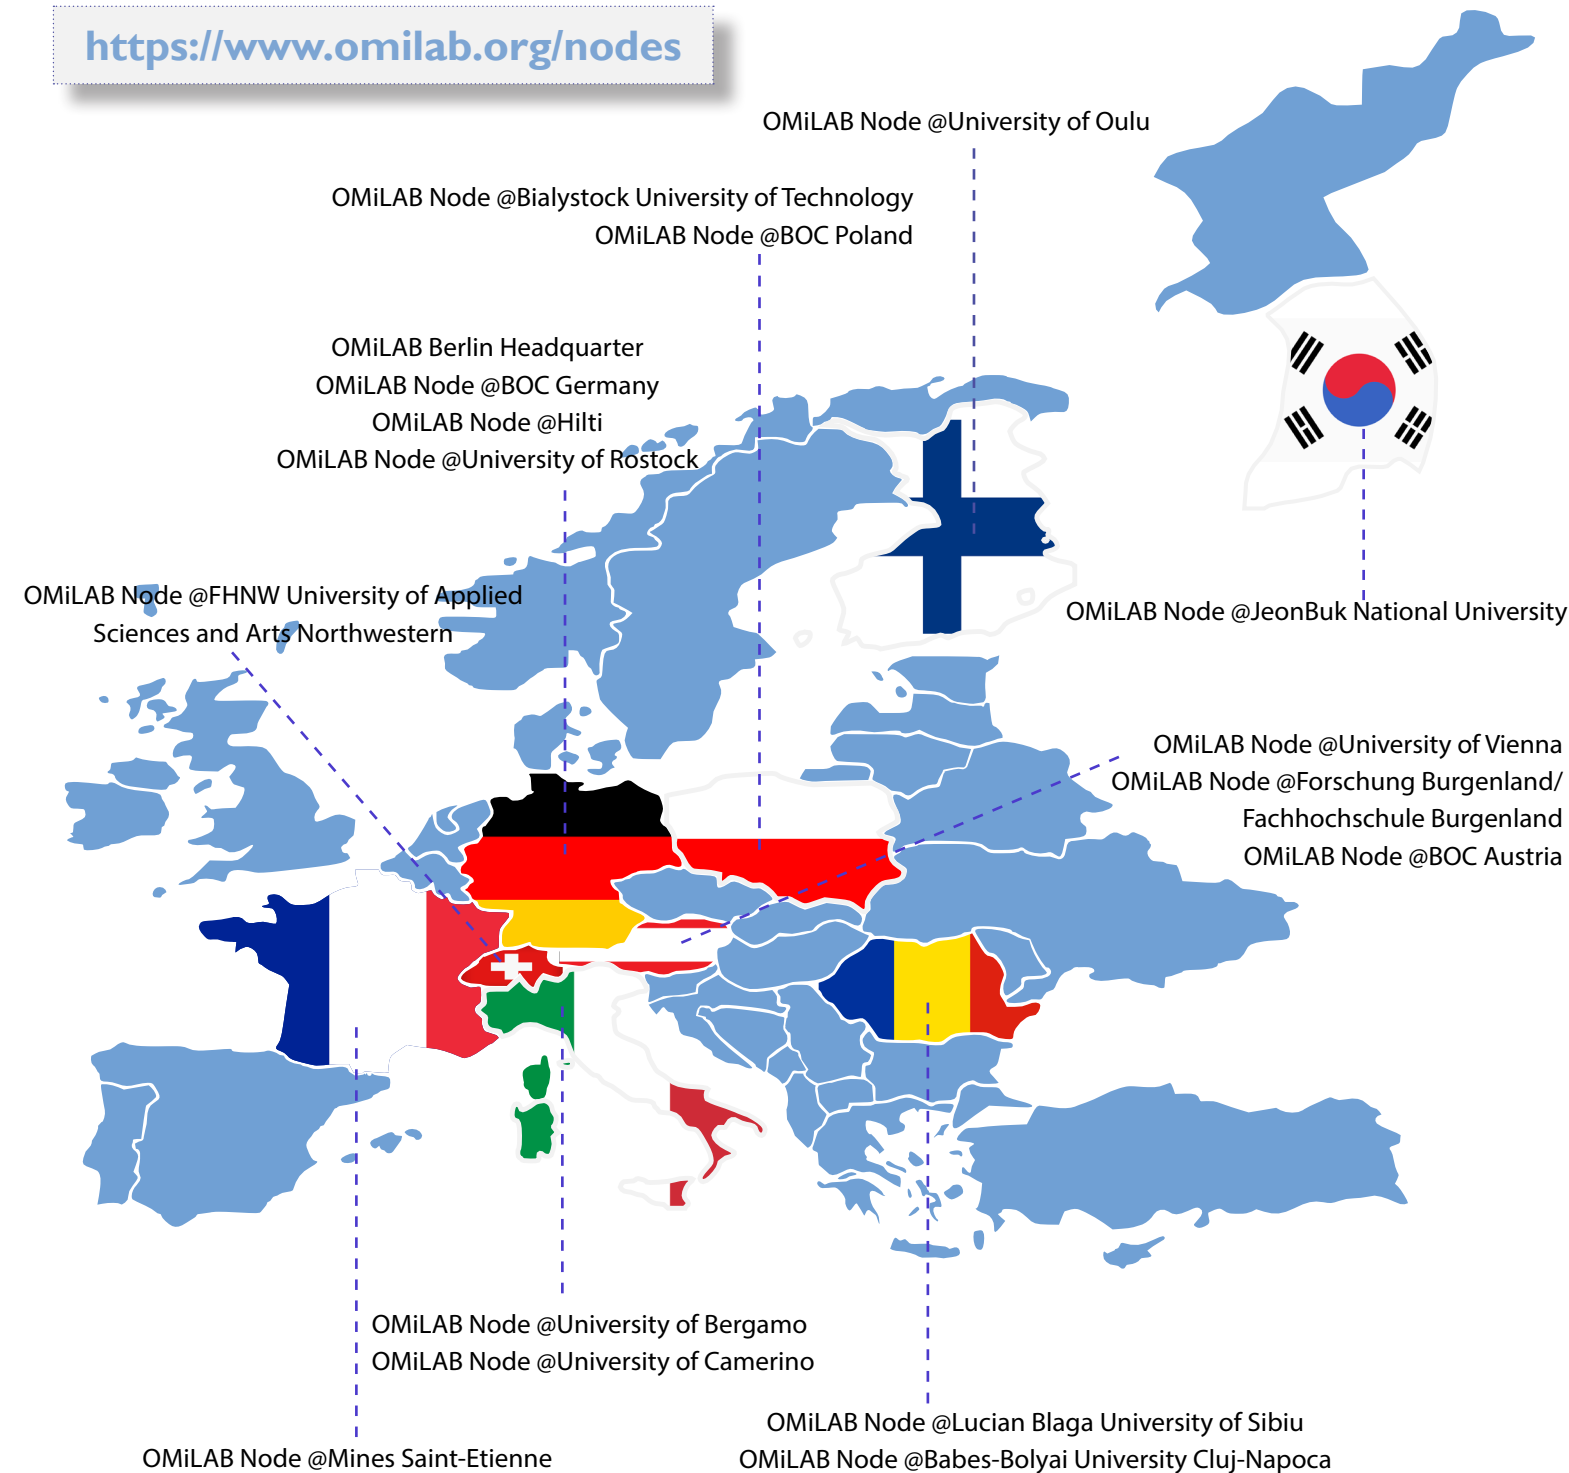 https://www.omilab.org/nodes
OMiLAB Node @University of Oulu
OMiLAB Node @Bialystock University of Technology
OMiLAB Node @BOC Poland
OMiLAB Berlin Headquarter
OMiLAB Node @BOC Germany
OMiLAB Node @Hilti
OMiLAB Node @University of Rostock
OMiLAB Node @FHNW University of Applied
Sciences and Arts Northwestern
OMiLAB Node @JeonBuk National University
OMiLAB Node @University of Vienna
OMiLAB Node @Forschung Burgenland/
Fachhochschule Burgenland
OMiLAB Node @BOC Austria
OMiLAB Node @University of Bergamo
OMiLAB Node @University of Camerino
OMiLAB Node @Lucian Blaga University of Sibiu
OMiLAB Node @Babes-Bolyai University Cluj-Napoca
OMiLAB Node @Mines Saint-Etienne